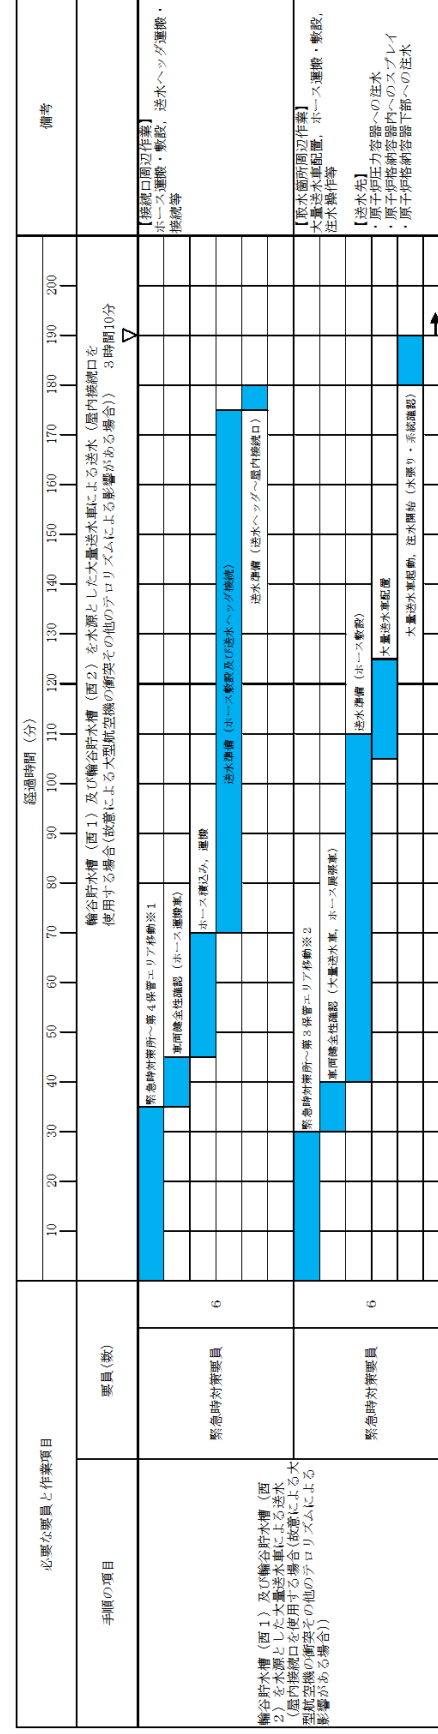 必要な要員と作業項目
経過時間（分）
備考
手順の項目
要員(数)
10 20 30 40 50 60 70 80 90 100 110 120 130 140 150 160 170 180 190 200
輪谷貯水槽（西１）及び輪谷貯水槽（西２）を水源とした大量送水車による送水（屋内接続口を
使用する場合(故意による大型航空機の衝突その他のテロリズムによる影響がある場合)） 3時間10分
▽
輪谷貯水槽（西１）及び輪谷貯水槽（西
２）を水源とした大量送水車による送水
（屋内接続口を使用する場合(故意による大
型航空機の衝突その他のテロリズムによる
影響がある場合))
緊急時対策要員
6
緊急時対策所～第４保管エリア移動※１
車両健全性確認（ホース運搬車）
ホース積込み，運搬
送水準備（ホース敷設及び送水ヘッダ接続）
送水準備（送水ヘッダ～屋内接続口）
【接続口周辺作業】
ホース運搬・敷設，送水ヘッダ運搬・
接続等
緊急時対策要員
6
緊急時対策所～第３保管エリア移動※２
車両健全性確認（大量送水車，ホース展張車）
送水準備（ホース敷設）
大量送水車配置
大量送水車起動，注水開始（水張り・系統確認）
【取水箇所周辺作業】
大量送水車配置，ホース運搬・敷設，
注水操作等
【送水先】
・原子炉圧力容器への注水
・原子炉格納容器内へのスプレイ
・原子炉格納容器下部への注水